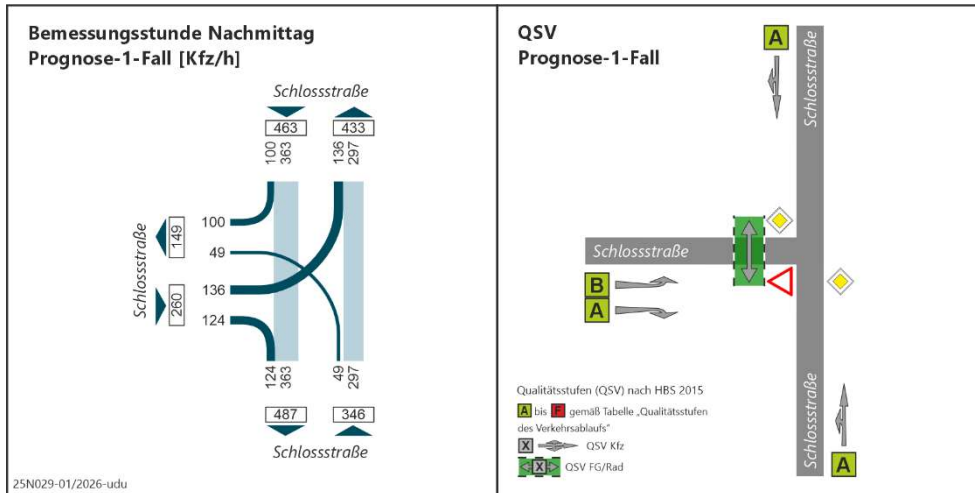 Bemessungsstunde Nachmittag
Prognose-1-Fall [Kfz/h]
Schlossstraße
463
433
100
363
136
297
Schlossstraße
149
260
100
49
136
124
124
363
49
297
487
346
Schlossstraße
25N029-01/2026-udu
QSV
Prognose-1-Fall
A
Schlossstraße
Schlossstraße
B
A
Schlossstraße
A
Qualitätsstufen (QSV) nach HBS 2015
A bis F gemäß Tabelle „Qualitätsstufen
des Verkehrsablaufs“
X QSV Kfz
X QSV FG/Rad